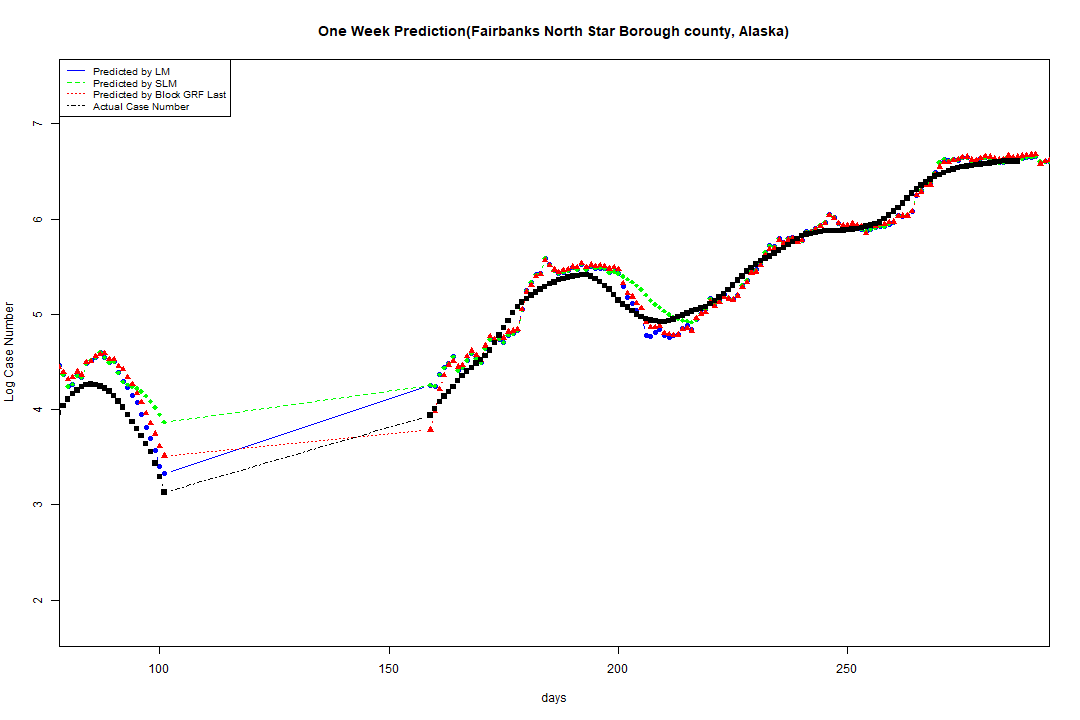 One Week Prediction(Fairbanks North Star Borough county, Alaska)
Predicted by LM
Predicted by SLM
Predicted by Block GRF Last
Actual Case Number
7
6
5
4
3
2
Log Case Number
100 150 200 250
days